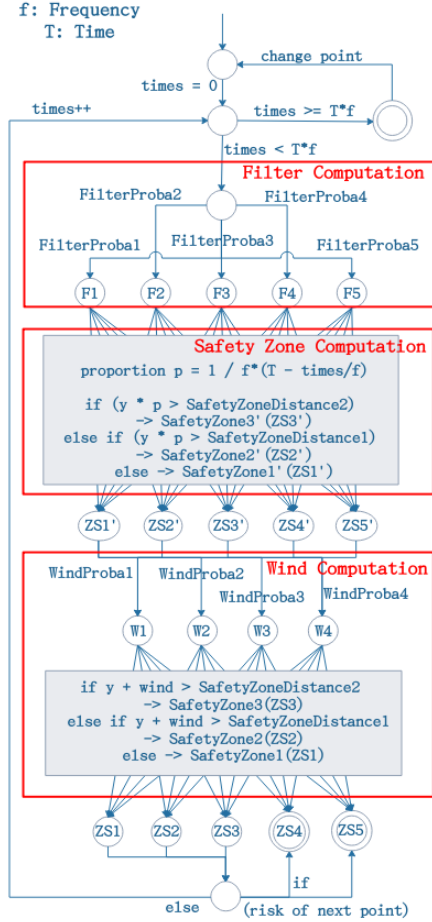 f: Frequency
T: Time
change point
times = 0
times++
times >= T*f
times < T*f
Filter Computation
FilterProba2
FilterProba4
FilterProba1
FilterProba3
FilterProba5
F1
F2
F3
F4
F5
Safety Zone Computation
proportion p = 1 / f*(T - times/f)
if (y * p > SafetyZoneDistance2)
-> SafetyZone3'(ZS3')
else if (y * p > SafetyZoneDistance1)
-> SafetyZone2'(ZS2')
else -> SafetyZone1'(ZS1')
ZS1'
ZS2'
ZS3'
ZS4'
ZS5'
Wind Computation
WindProba1
WindProba2
WindProba3
WindProba4
W1
W2
W3
W4
if y + wind > SafetyZoneDistance2
-> SafetyZone3(ZS3)
else if y + wind > SafetyZoneDistance1
-> SafetyZone2(ZS2)
else -> SafetyZone1(ZS1)
ZS1
ZS2
ZS3
ZS4
ZS5
if
else
(risk of next point)